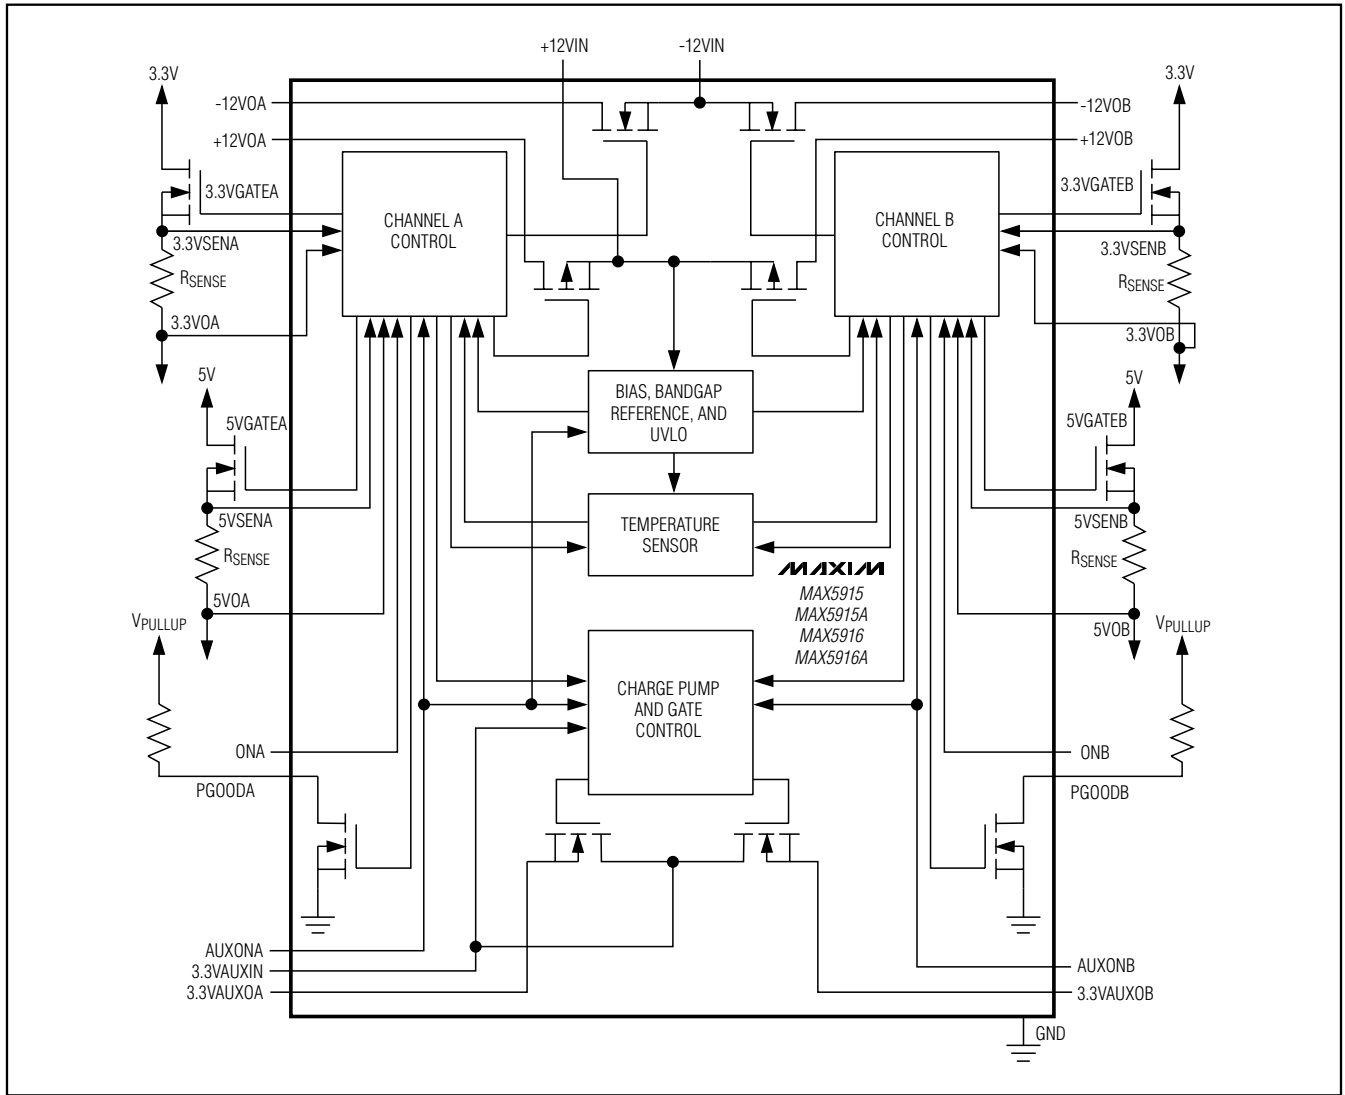 +12VIN
-12VIN
3.3V
3.3V
-12VOA
-12VOB
+12VOA
+12VOB
3.3VGATEA
3.3VGATEB
CHANNEL A
CONTROL
CHANNEL B
CONTROL
3.3VSENA
3.3VSENB
RSENSE
RSENSE
3.3VOA
3.3VOB
5V
5V
BIAS, BANDGAP
REFERENCE, AND
UVLO
5VGATEA
5VGATEB
5VSENA
5VSENB
TEMPERATURE
SENSOR
RSENSE
RSENSE
MAXIM
MAX5915
MAX5915A
MAX5916
MAX5916A
5VOA
5VOB
VPULLUP
VPULLUP
CHARGE PUMP
AND GATE
CONTROL
ONA
ONB
PGOODA
PGOODB
AUXONA
3.3VAUXIN
3.3VAUXOA
AUXONB
3.3VAUXOB
GND